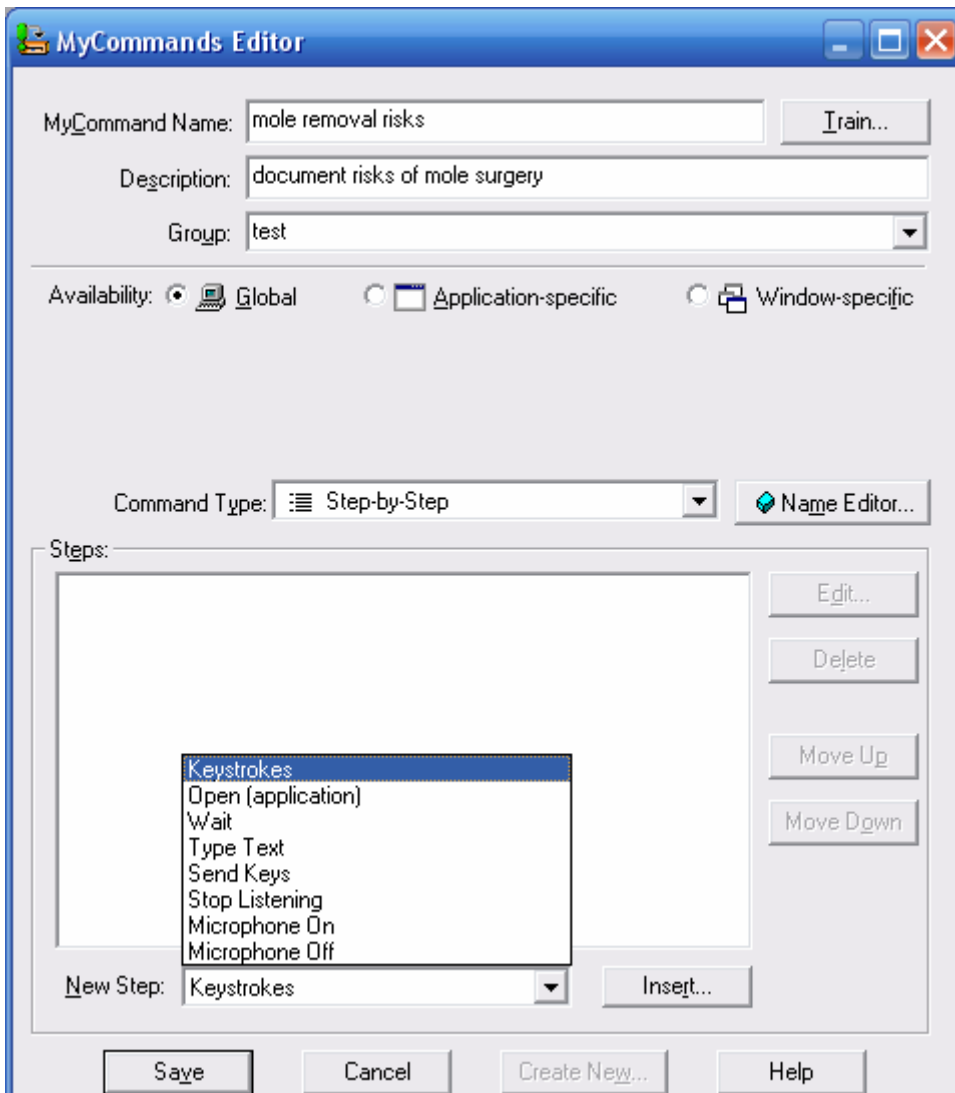 MyCommands Editor
MyCommand Name: mole removal risks Train...
Description: document risks of mole surgery
Group: test
Availability: Global Application-specific Window-specific
Command Type: Step-by-Step Name Editor...
Steps:
Edit...
Delete
Move Up
Move Down
Keystrokes
Open (application)
Wait
Type Text
Send Keys
Stop Listening
Microphone On
Microphone Off
New Step: Keystrokes Insert...
Save Cancel Create New... Help